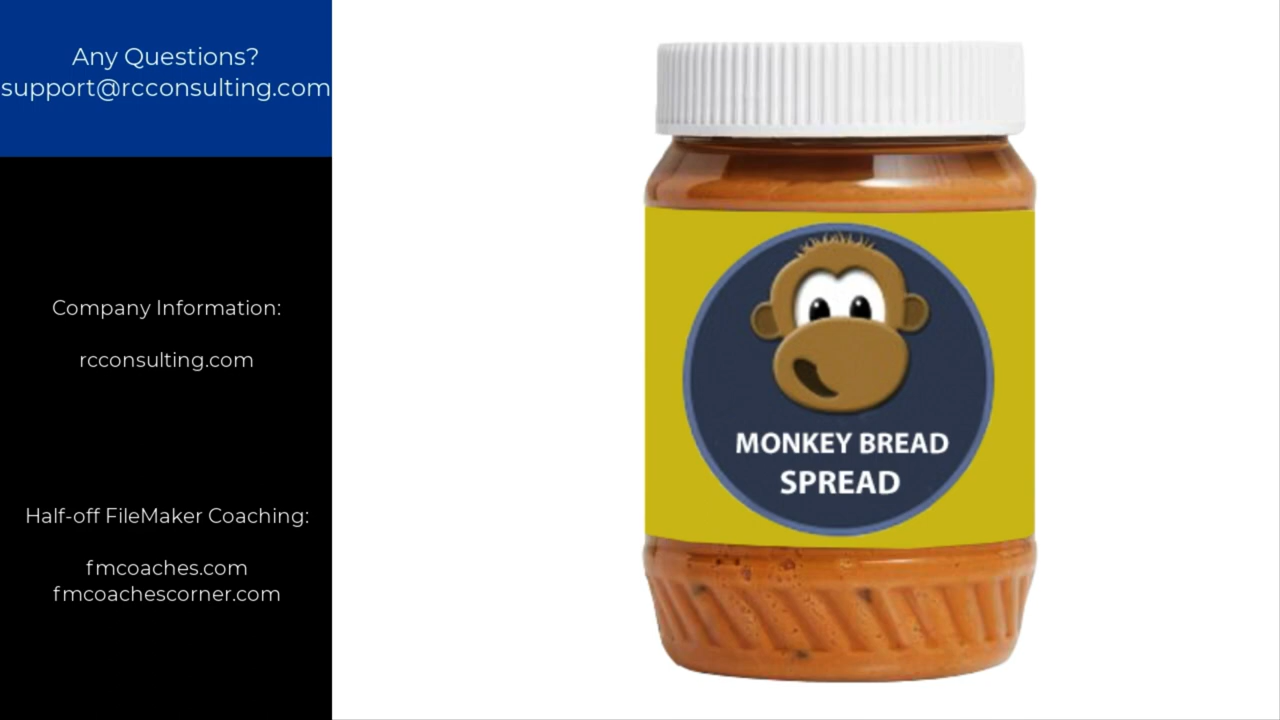 Any Questions?
support@rcconsulting.com
Company Information:
rcconsulting.com
Half-off FileMaker Coaching:
fmcoaches.com
fmcoachescorner.com
MONKEY BREAD
SPREAD